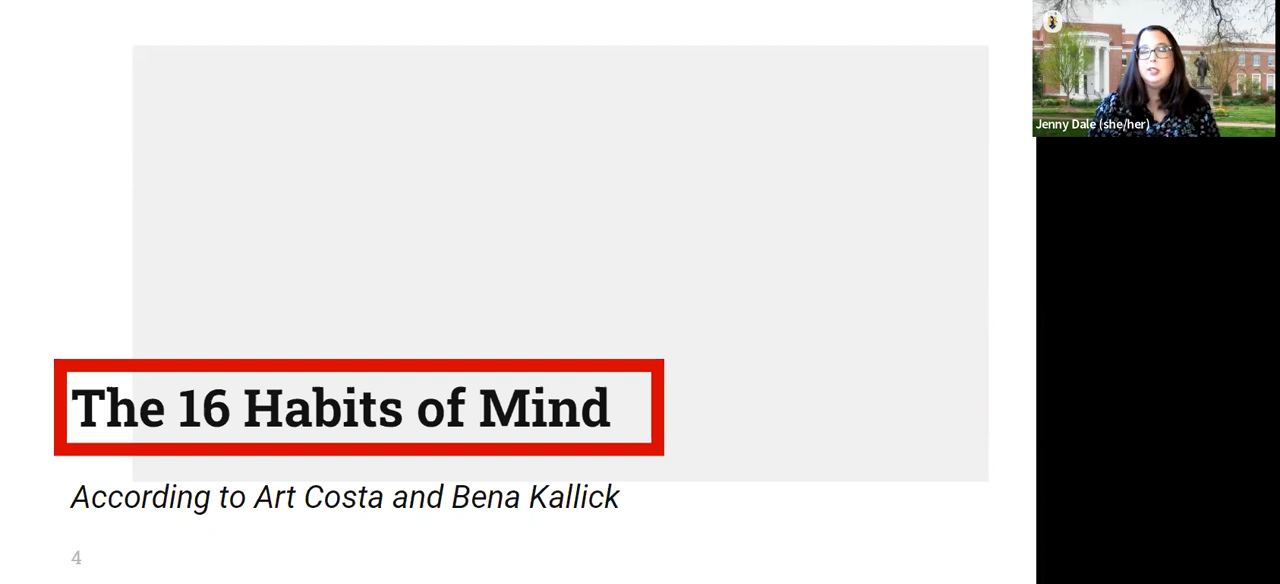 Jenny Dale (she/her)
The 16 Habits of Mind
According to Art Costa and Bena Kallick
4